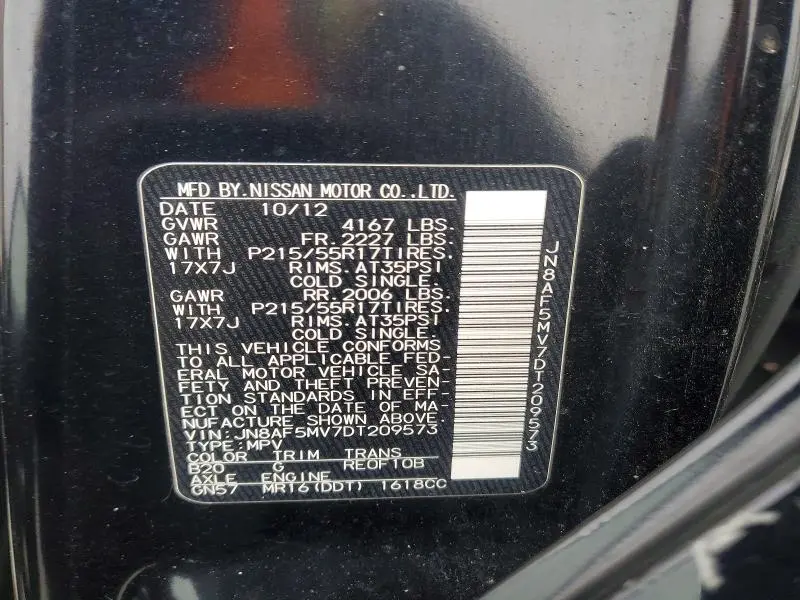 MFD BY.NISSAN MOTOR CO.,LTD.
DATE 10/12
GVWR 4167 LBS.
GAWR FR.2227 LBS.
WITH P215/55R17TIRES.
17X7J RIMS.AT35PSI
COLD SINGLE.
GAWR RR.2006 LBS.
WITH P215/55R17TIRES.
17X7J RIMS.AT35PSI
COLD SINGLE.
THIS VEHICLE CONFORMS
TO ALL APPLICABLE FED-
ERAL MOTOR VEHICLE SA-
FETY AND THEFT PREVEN-
TION STANDARDS IN EFF-
ECT ON THE DATE OF MA-
NUFACTURE SHOWN ABOVE.
VIN:JN8AF5MV7DT209573
TYPE:MPV
COLOR TRIM TRANS
B20 G RE0F10B
AXLE ENGINE
GN57 MR16(DDT) 1618CC
JN8AF5MV7DT209573